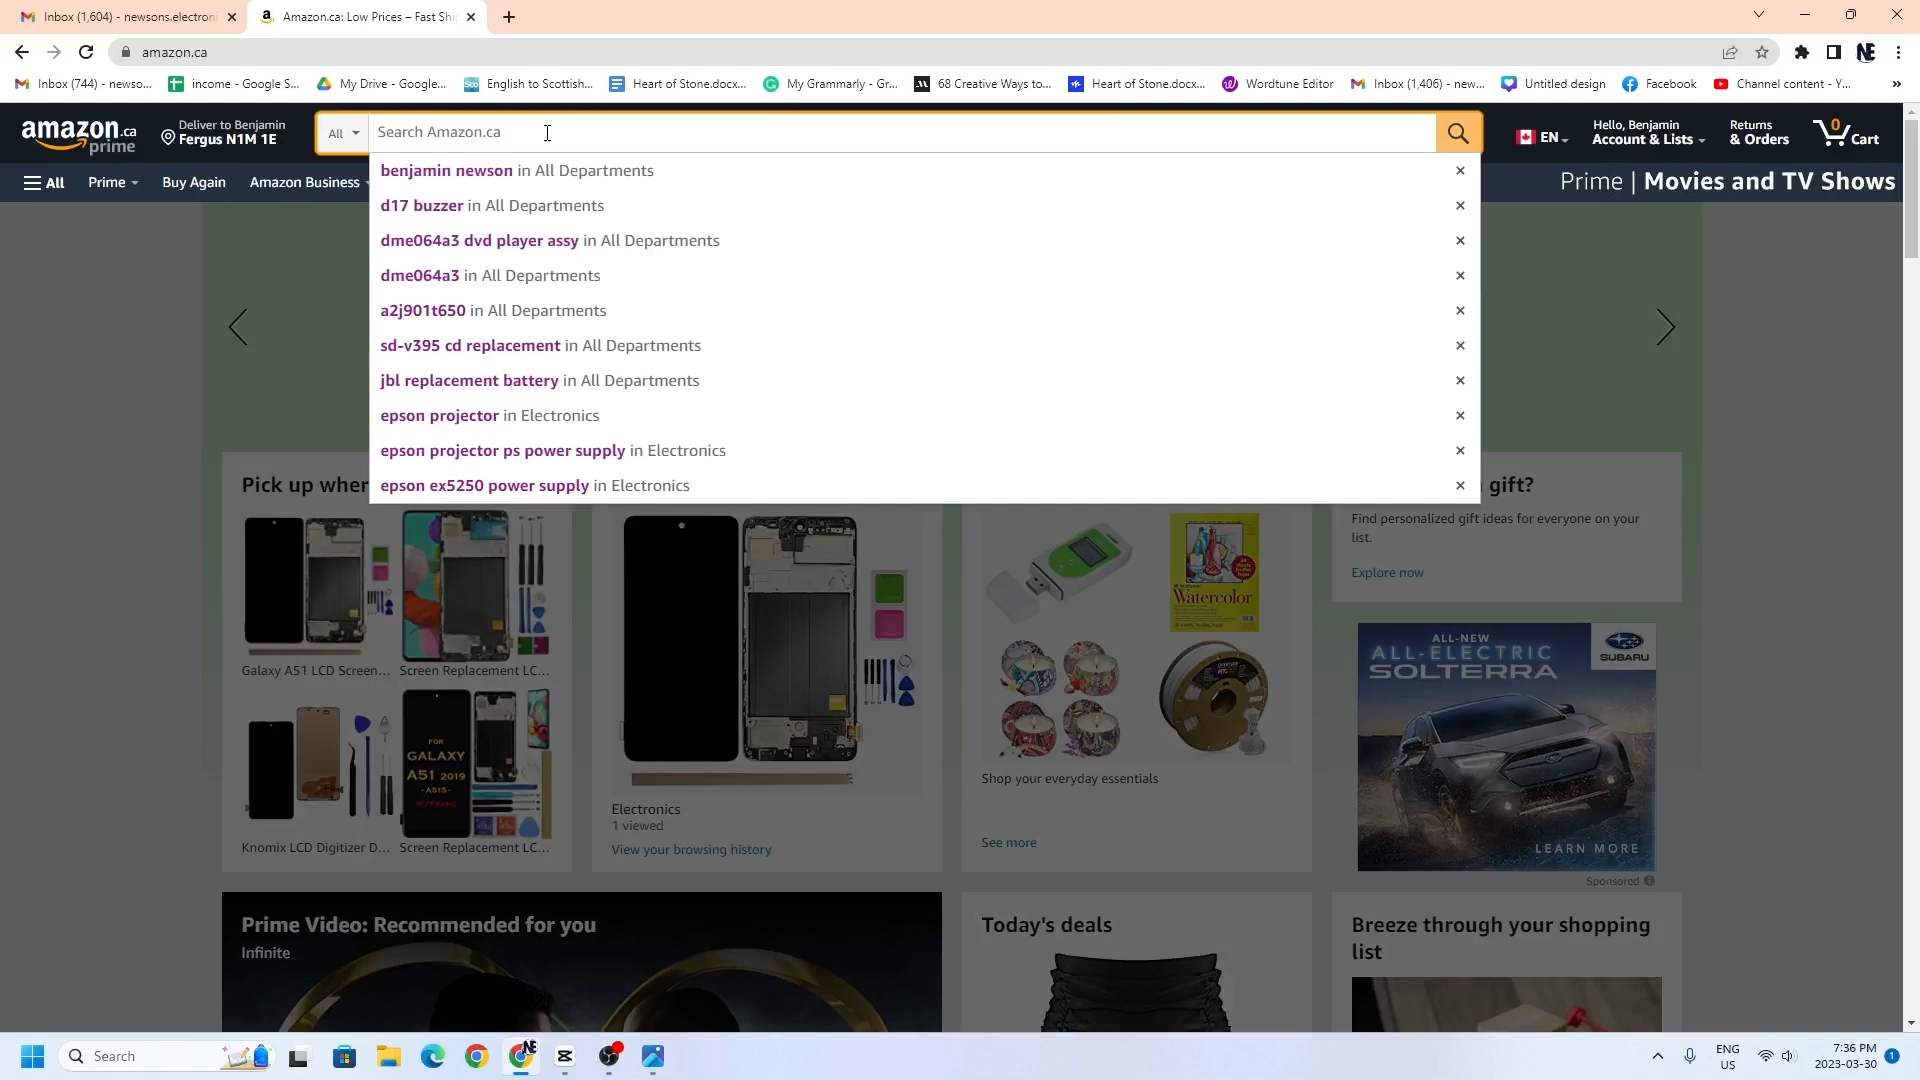 Inbox (1,604) - newsons.electroni
Amazon.ca: Low Prices – Fast Shi
amazon.ca
Inbox (744) - newso...
income - Google S...
My Drive - Google...
English to Scottish...
Heart of Stone.docx...
My Grammarly - Gr...
68 Creative Ways to...
Heart of Stone.docx...
Wordtune Editor
Inbox (1,406) - new...
Untitled design
Facebook
Channel content - Y...
amazon.ca
prime
Deliver to Benjamin
Fergus N1M 1E
All
Search Amazon.ca
EN
Hello, Benjamin
Account & Lists
Returns
& Orders
0
Cart
All
Prime
Buy Again
Amazon Business
Prime | Movies and TV Shows
benjamin newson in All Departments
d17 buzzer in All Departments
dme064a3 dvd player assy in All Departments
dme064a3 in All Departments
a2j901t650 in All Departments
sd-v395 cd replacement in All Departments
jbl replacement battery in All Departments
epson projector in Electronics
epson projector ps power supply in Electronics
epson ex5250 power supply in Electronics
Pick up wher
Galaxy A51 LCD Screen...
Screen Replacement LC...
FOR
GALAXY
A51 2019
- A515 -
W/FRAME
Knomix LCD Digitizer D...
Screen Replacement LC...
Electronics
1 viewed
View your browsing history
Watercolor
Shop your everyday essentials
See more
gift?
Find personalized gift ideas for everyone on your
list.
Explore now
ALL-NEW
ALL-ELECTRIC
SOLTERRA
SUBARU
LEARN MORE
Sponsored
Prime Video: Recommended for you
Infinite
Today's deals
Breeze through your shopping
list
Search
NE
ENG
US
7:36 PM
2023-03-30
1